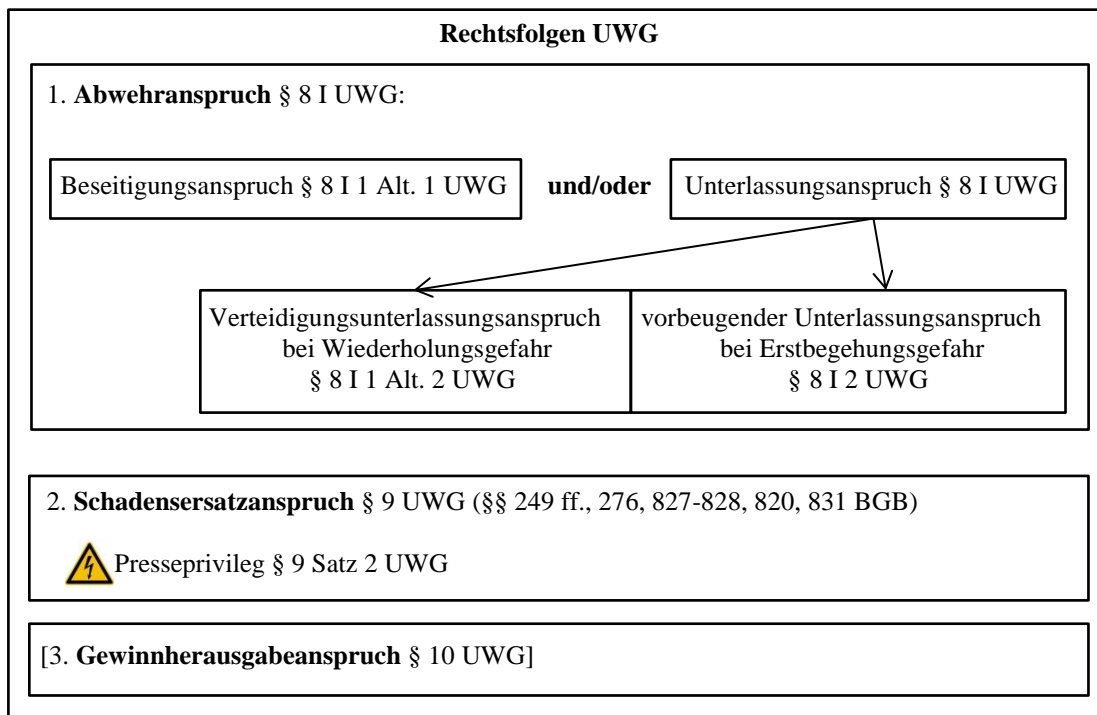 Rechtsfolgen UWG
1. Abwehranspruch § 8 I UWG:
Beseitigungsanspruch § 8 I 1 Alt. 1 UWG und/oder Unterlassungsanspruch § 8 I UWG
Verteidigungsunterlassungsanspruch
bei Wiederholungsgefahr
§ 8 I 1 Alt. 2 UWG
vorbeugender Unterlassungsanspruch
bei Erstbegehungsgefahr
§ 8 I 2 UWG
2. Schadensersatzanspruch § 9 UWG (§§ 249 ff., 276, 827-828, 820, 831 BGB)
Presseprivileg § 9 Satz 2 UWG
[3. Gewinnherausgabeanspruch § 10 UWG]